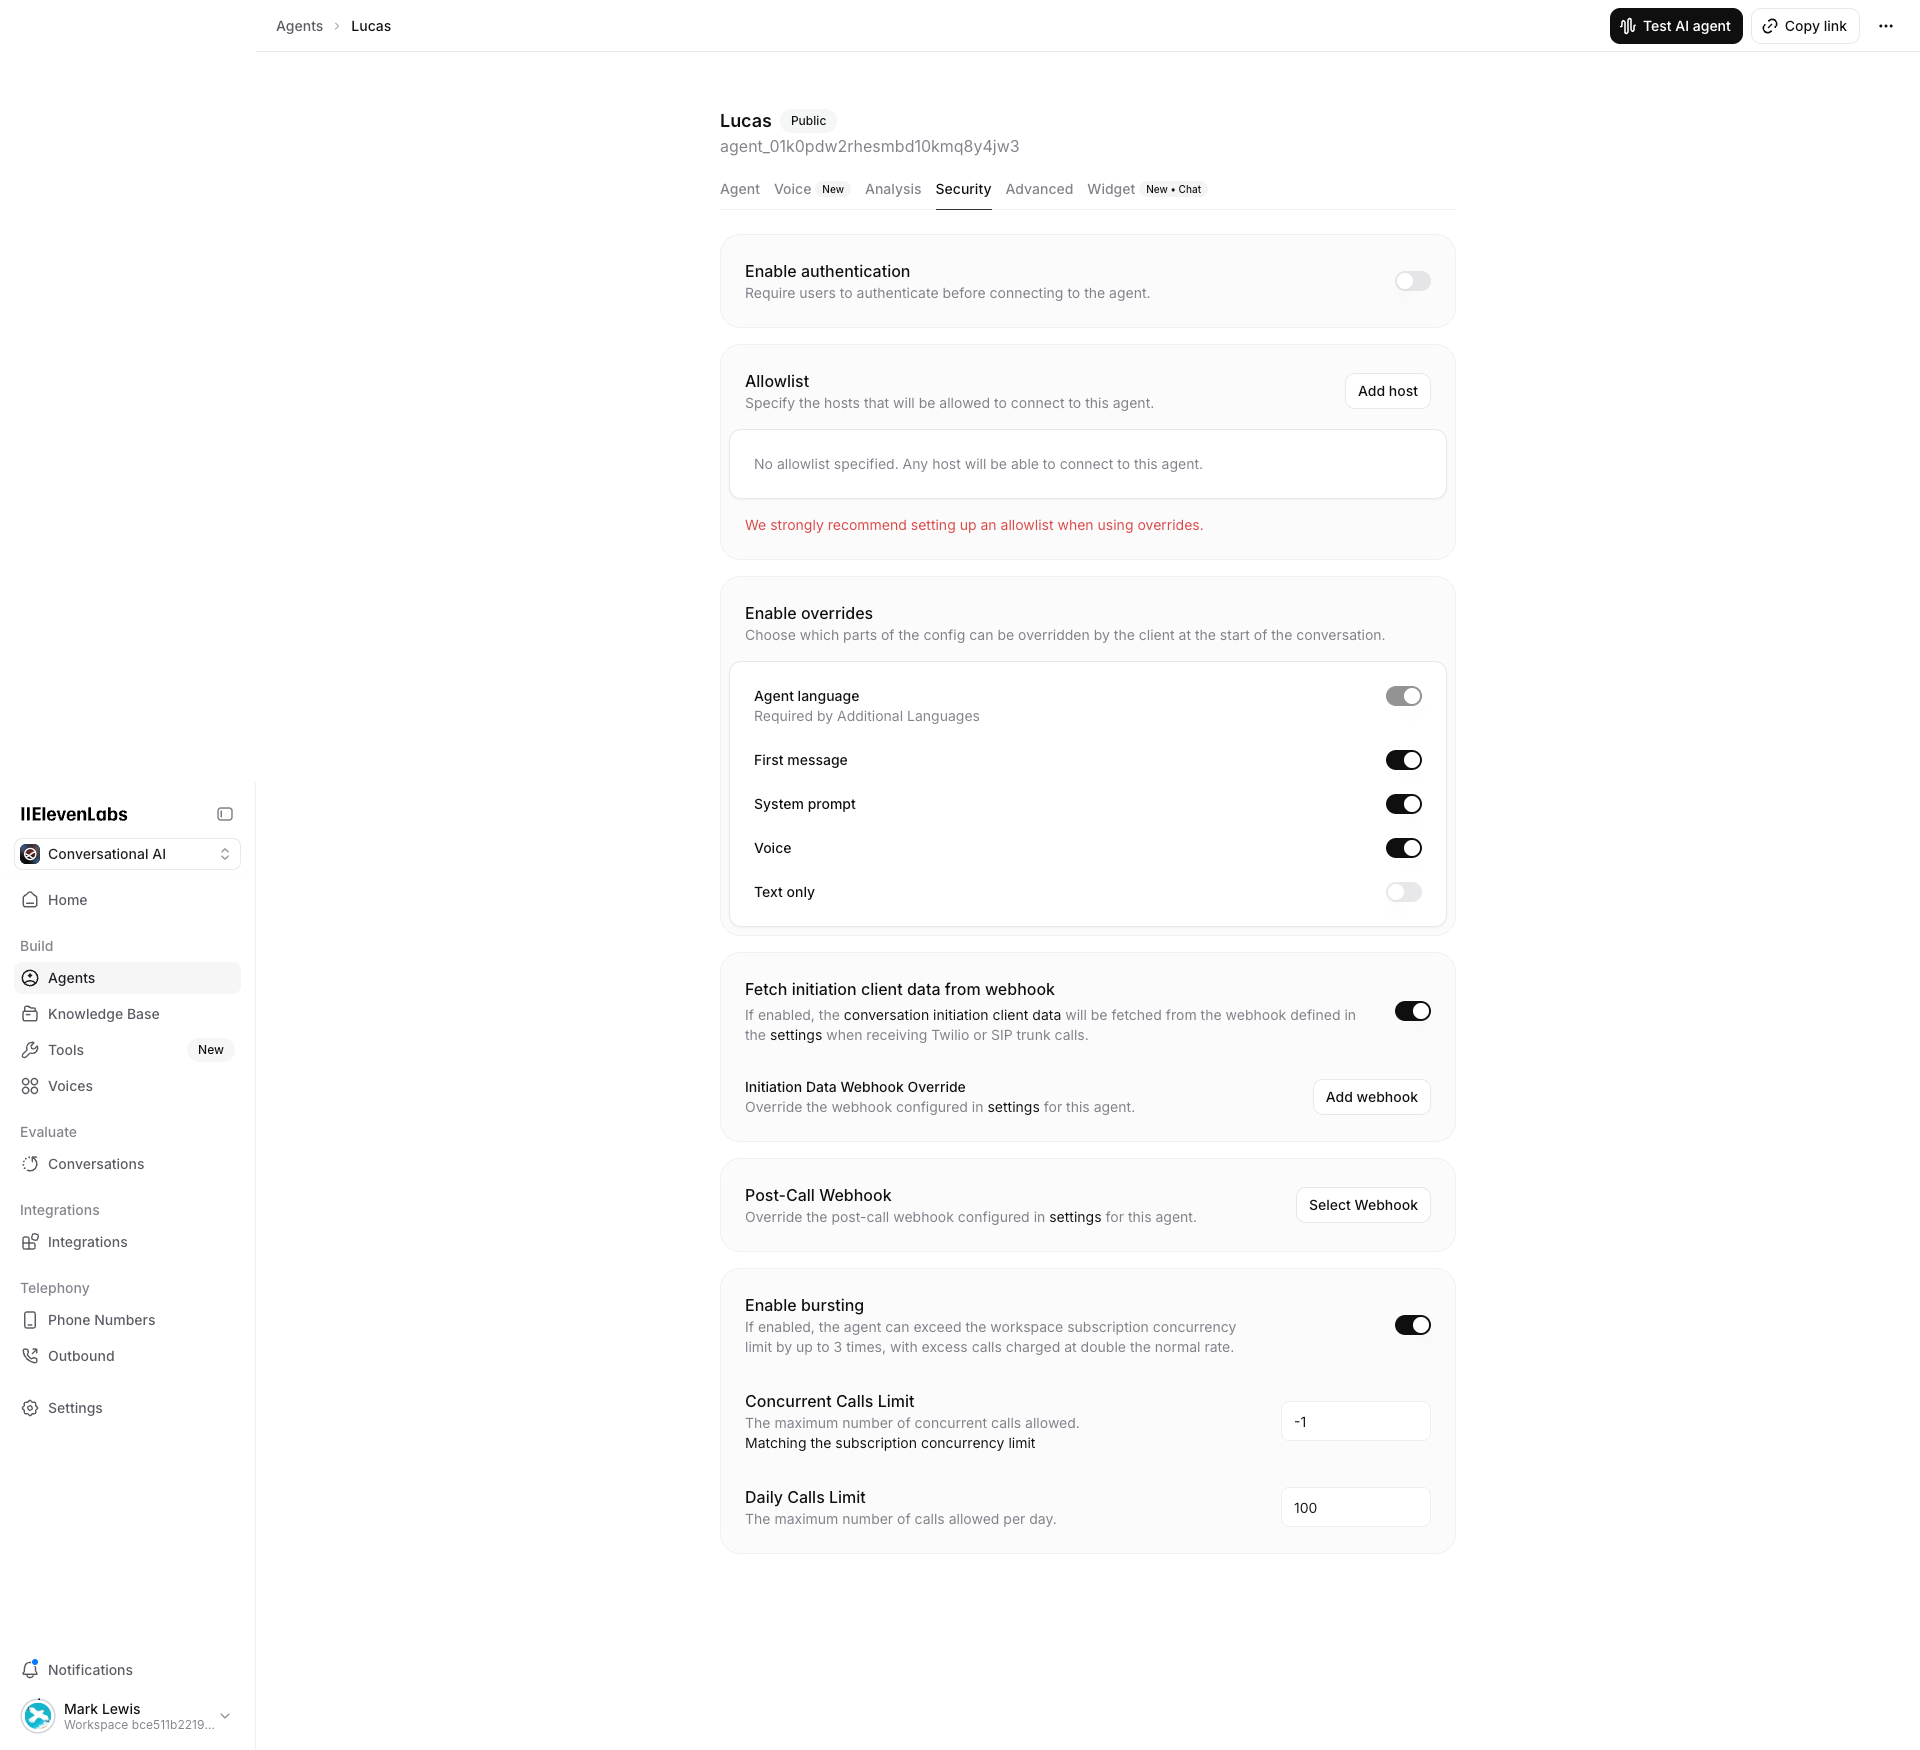 Agents
Lucas
Test AI agent
Copy link
Lucas
Public
agent_01k0pdw2rhesmbd10kmq8y4jw3
Agent
Voice
New
Analysis
Security
Advanced
Widget
New • Chat
Enable authentication
Require users to authenticate before connecting to the agent.
Allowlist
Specify the hosts that will be allowed to connect to this agent.
Add host
No allowlist specified. Any host will be able to connect to this agent.
We strongly recommend setting up an allowlist when using overrides.
Enable overrides
Choose which parts of the config can be overridden by the client at the start of the conversation.
Agent language
Required by Additional Languages
First message
System prompt
Voice
Text only
Fetch initiation client data from webhook
If enabled, the conversation initiation client data will be fetched from the webhook defined in
the settings when receiving Twilio or SIP trunk calls.
Initiation Data Webhook Override
Override the webhook configured in settings for this agent.
Add webhook
Post-Call Webhook
Override the post-call webhook configured in settings for this agent.
Select Webhook
Enable bursting
If enabled, the agent can exceed the workspace subscription concurrency
limit by up to 3 times, with excess calls charged at double the normal rate.
Concurrent Calls Limit
The maximum number of concurrent calls allowed.
Matching the subscription concurrency limit
-1
Daily Calls Limit
The maximum number of calls allowed per day.
100
IIElevenLabs
Conversational AI
Home
Build
Agents
Knowledge Base
Tools
New
Voices
Evaluate
Conversations
Integrations
Integrations
Telephony
Phone Numbers
Outbound
Settings
Notifications
Mark Lewis
Workspace bce511b2219...